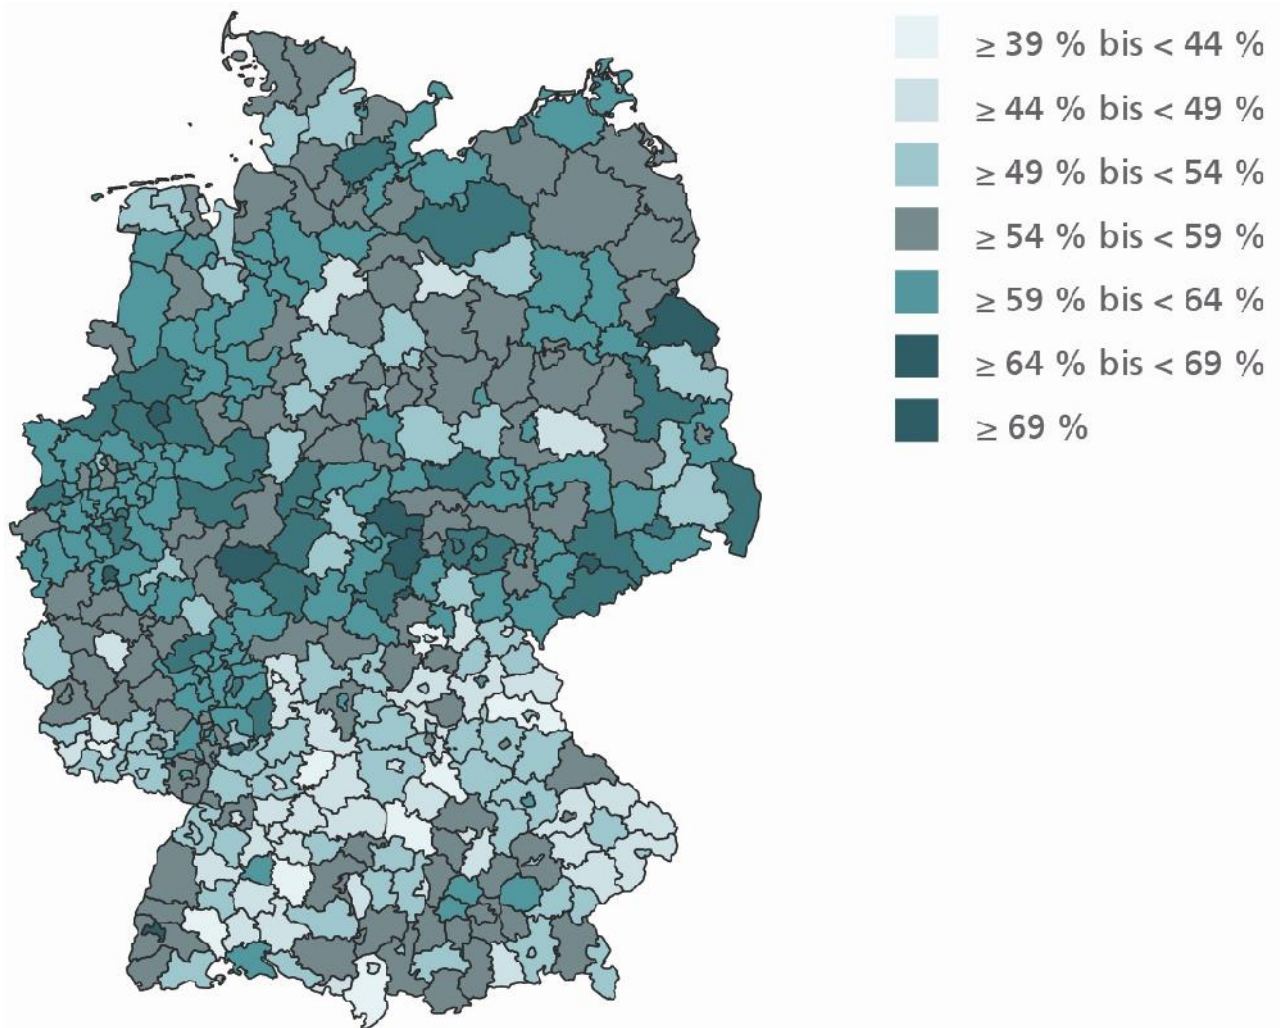 ≥ 39 % bis < 44 %
≥ 44 % bis < 49 %
≥ 49 % bis < 54 %
≥ 54 % bis < 59 %
≥ 59 % bis < 64 %
≥ 64 % bis < 69 %
≥ 69 %